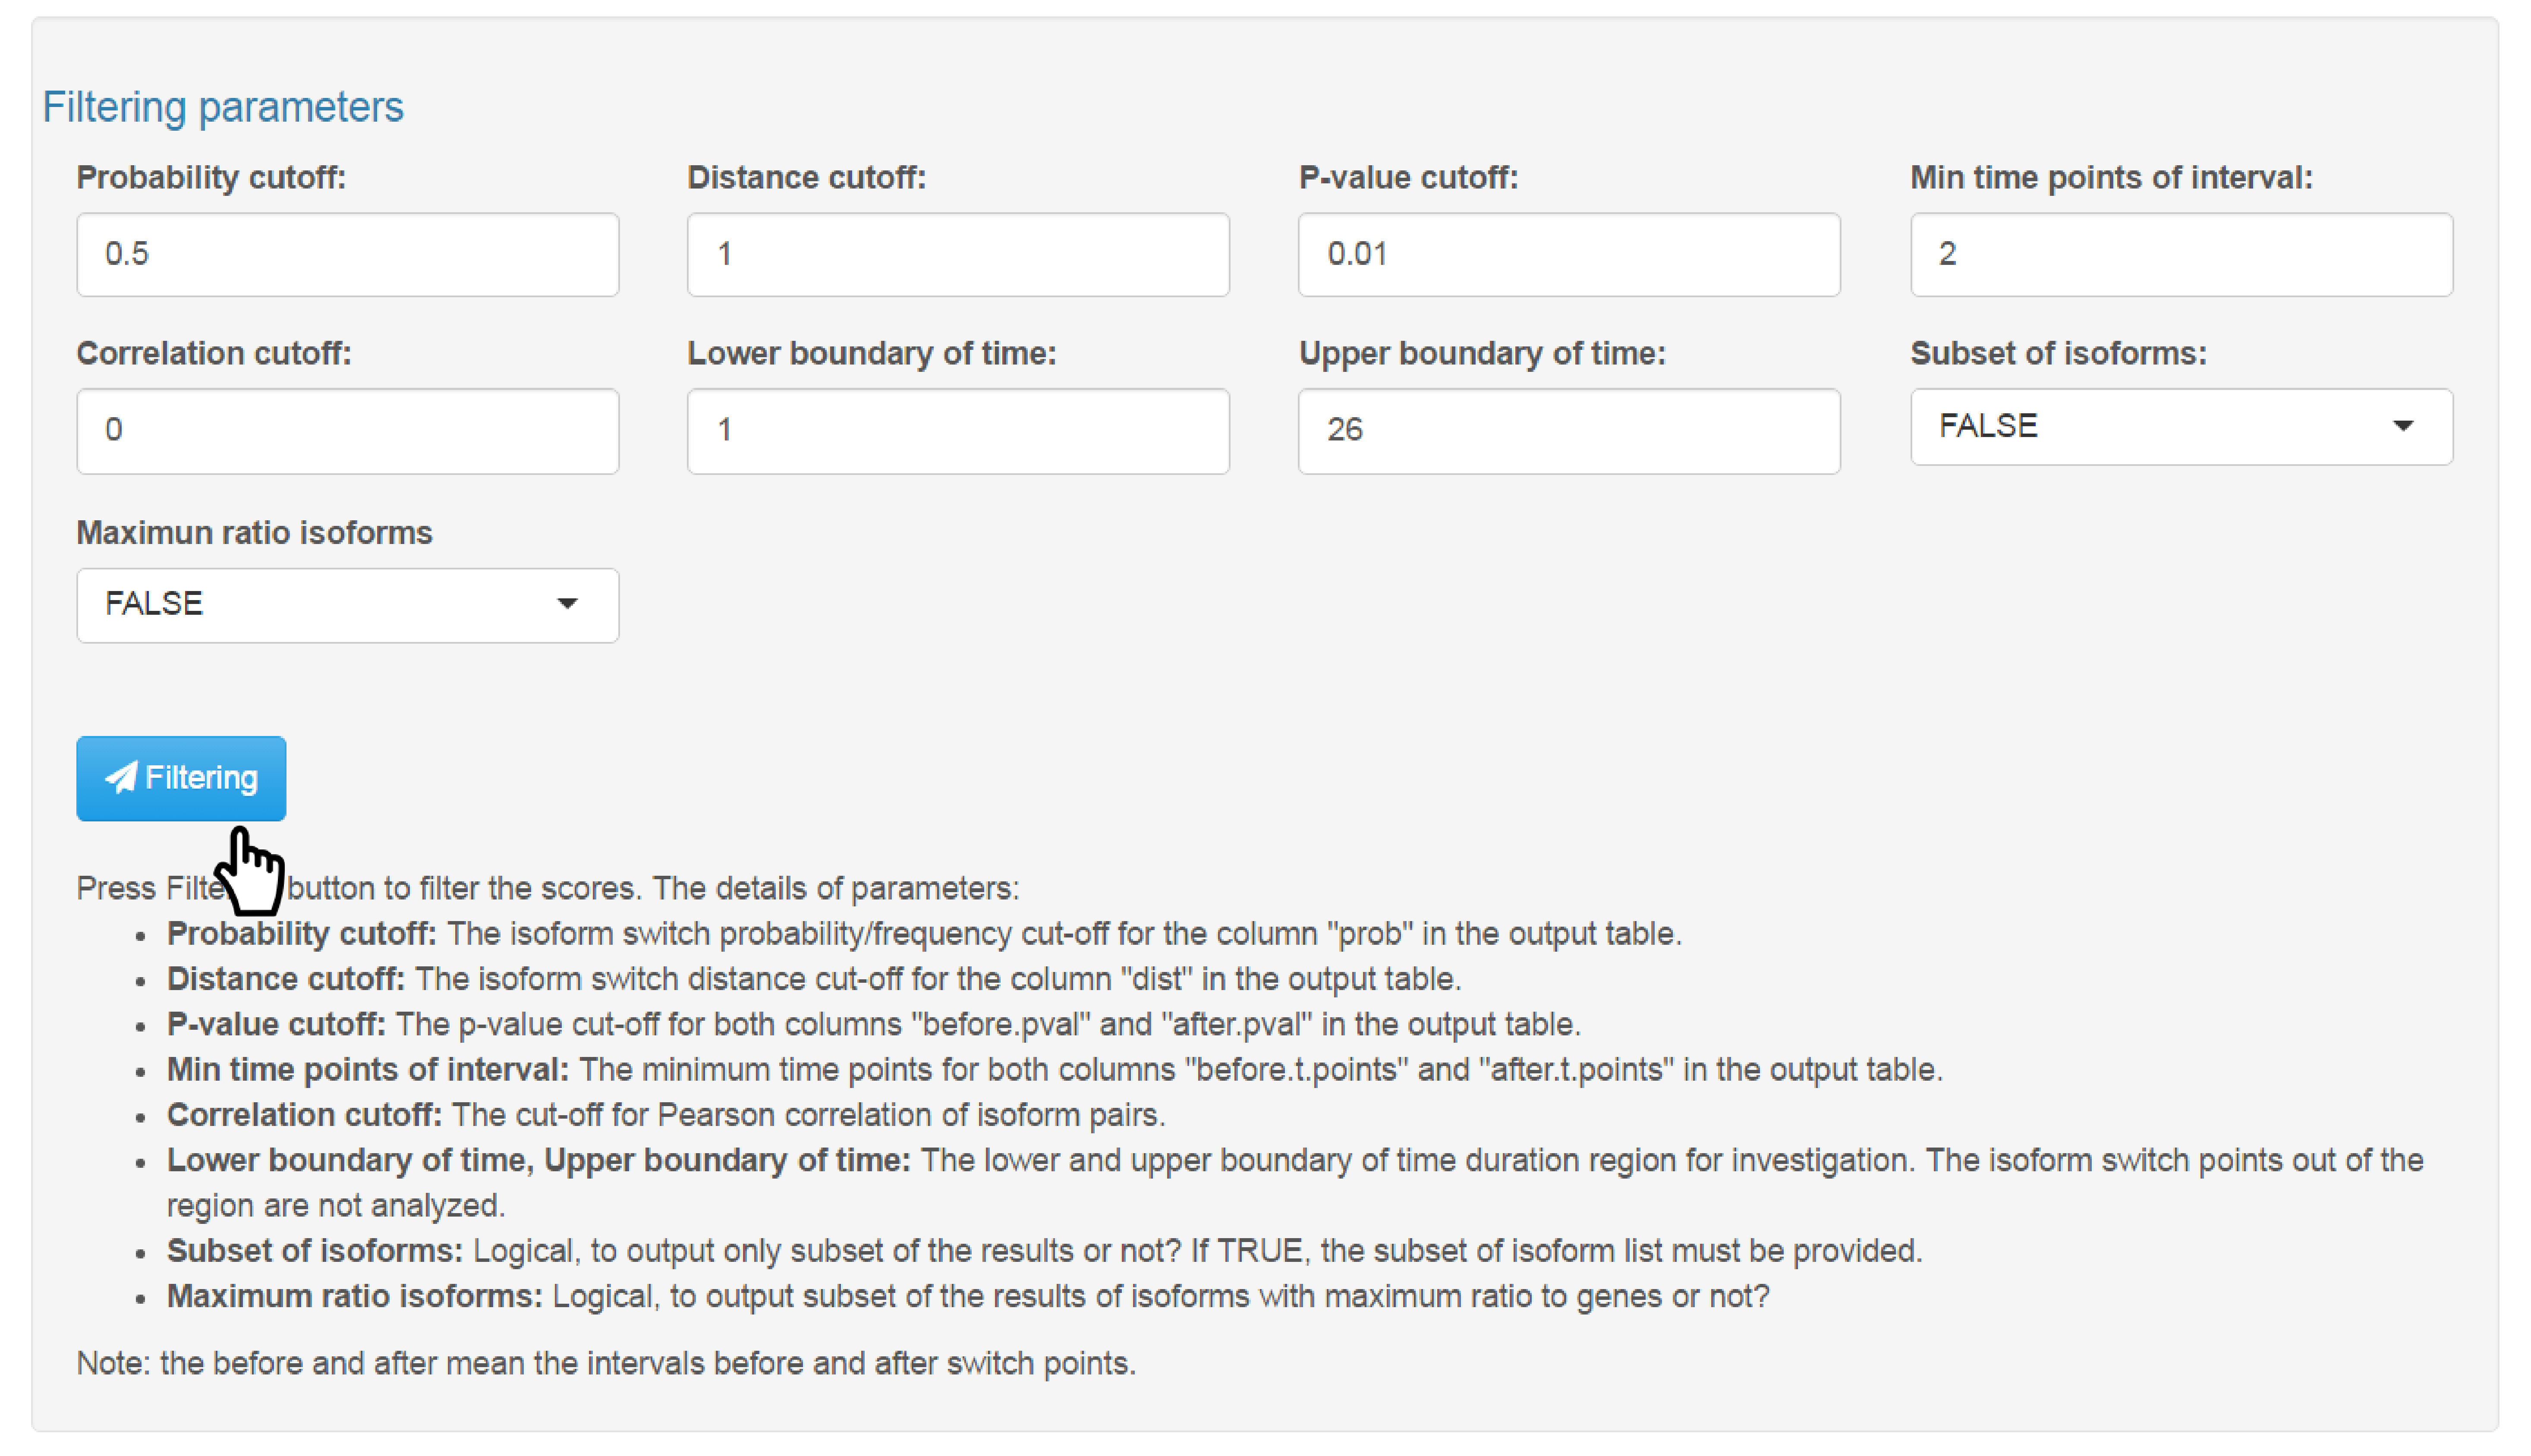 Filtering parameters
Probability cutoff: Distance cutoff: P-value cutoff: Min time points of interval:
0.5 1 0.01 2
Correlation cutoff: Lower boundary of time: Upper boundary of time: Subset of isoforms:
0 1 26 FALSE
Maximun ratio isoforms
FALSE
Filtering
Press Filte button to filter the scores. The details of parameters:
• Probability cutoff: The isoform switch probability/frequency cut-off for the column "prob" in the output table.
• Distance cutoff: The isoform switch distance cut-off for the column "dist" in the output table.
• P-value cutoff: The p-value cut-off for both columns "before.pval" and "after.pval" in the output table.
• Min time points of interval: The minimum time points for both columns "before.t.points" and "after.t.points" in the output table.
• Correlation cutoff: The cut-off for Pearson correlation of isoform pairs.
• Lower boundary of time, Upper boundary of time: The lower and upper boundary of time duration region for investigation. The isoform switch points out of the
region are not analyzed.
• Subset of isoforms: Logical, to output only subset of the results or not? If TRUE, the subset of isoform list must be provided.
• Maximum ratio isoforms: Logical, to output subset of the results of isoforms with maximum ratio to genes or not?
Note: the before and after mean the intervals before and after switch points.